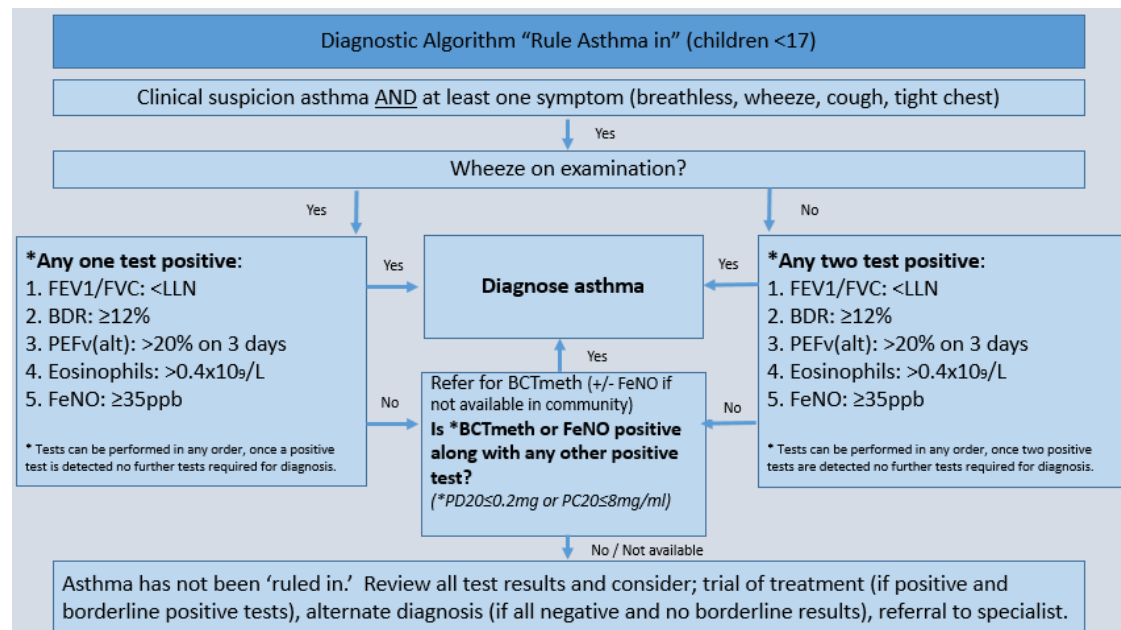 Diagnostic Algorithm “Rule Asthma in” (children <17)
Clinical suspicion asthma AND at least one symptom (breathless, wheeze, cough, tight chest)
Yes
Wheeze on examination?
Yes
No
*Any one test positive:
1. FEV1/FVC: <LLN
2. BDR: ≥12%
3. PEFv(alt): >20% on 3 days
4. Eosinophils: >0.4x10₉/L
5. FeNO: ≥35ppb
* Tests can be performed in any order, once a positive
test is detected no further tests required for diagnosis.
Yes
No
Diagnose asthma
Yes
Refer for BCTmeth (+/- FeNO if
not available in community)
Is *BCTmeth or FeNO positive
along with any other positive
test?
(*PD20≤0.2mg or PC20≤8mg/ml)
Yes
No
*Any two test positive:
1. FEV1/FVC: <LLN
2. BDR: ≥12%
3. PEFv(alt): >20% on 3 days
4. Eosinophils: >0.4x10₉/L
5. FeNO: ≥35ppb
* Tests can be performed in any order, once two positive
tests are detected no further tests required for diagnosis.
No / Not available
Asthma has not been ‘ruled in.’ Review all test results and consider; trial of treatment (if positive and
borderline positive tests), alternate diagnosis (if all negative and no borderline results), referral to specialist.